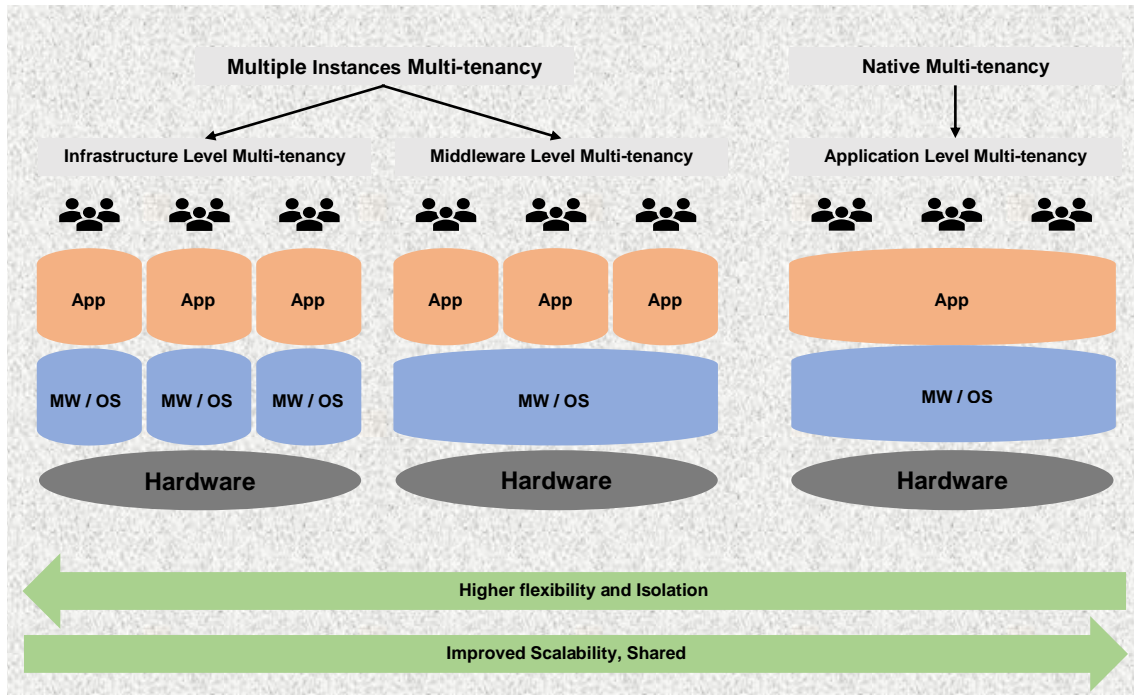 Multiple Instances Multi-tenancy
Native Multi-tenancy
Infrastructure Level Multi-tenancy
Middleware Level Multi-tenancy
Application Level Multi-tenancy
App
App
App
App
App
App
App
MW / OS
MW / OS
MW / OS
MW / OS
MW / OS
Hardware
Hardware
Hardware
Higher flexibility and Isolation
Improved Scalability, Shared